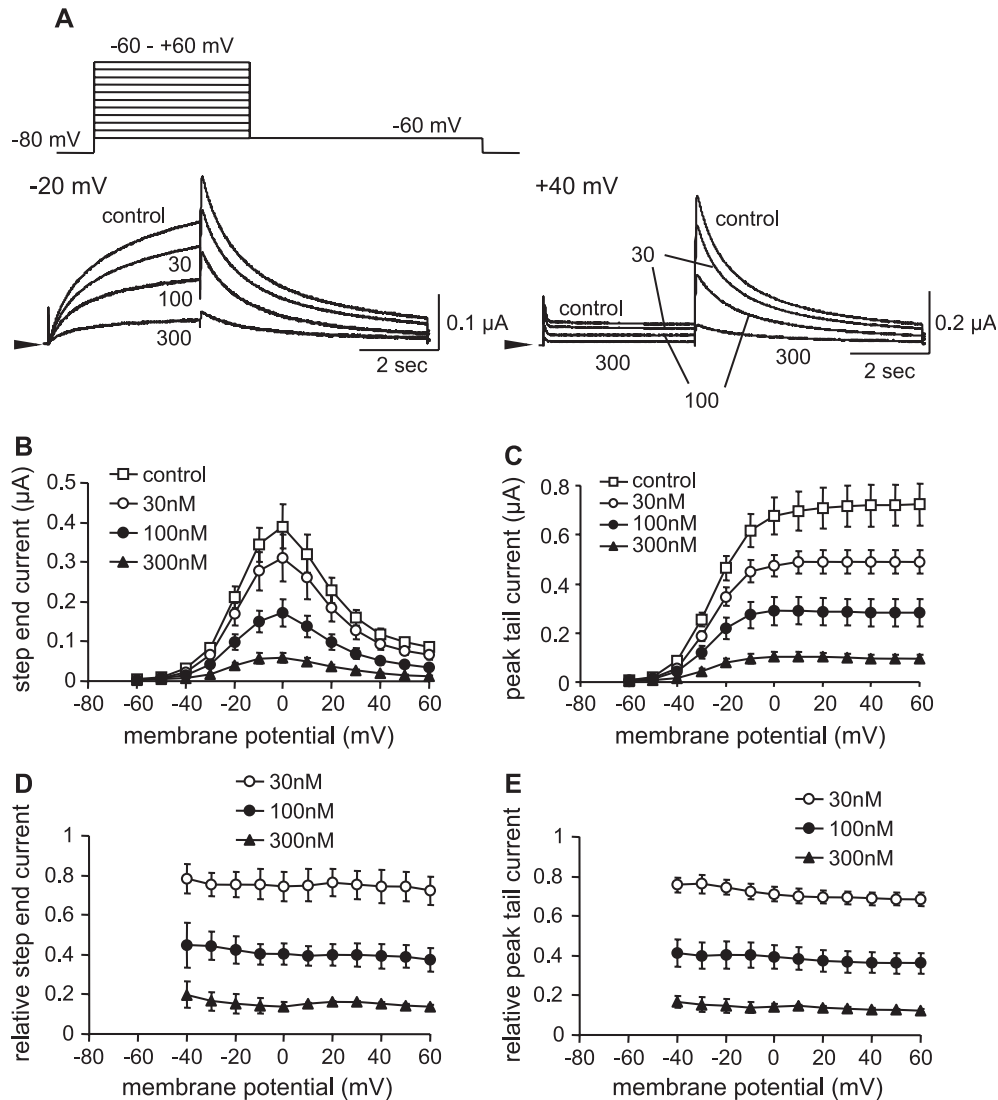 A
-60 - +60 mV
-80 mV
-60 mV
-20 mV
control
30
100
300
0.1 µA
2 sec
+40 mV
control
30
control
300
300
100
0.2 µA
2 sec
B
control
30nM
100nM
300nM
step end current (µA)
0.5
0.4
0.3
0.2
0.1
0
-80 -60 -40 -20 0 20 40 60
membrane potential (mV)
C
control
30nM
100nM
300nM
peak tail current (µA)
0.8
0.6
0.4
0.2
0
-80 -60 -40 -20 0 20 40 60
membrane potential (mV)
D
30nM
100nM
300nM
relative step end current
1
0.8
0.6
0.4
0.2
0
-80 -60 -40 -20 0 20 40 60
membrane potential (mV)
E
30nM
100nM
300nM
relative peak tail current
1
0.8
0.6
0.4
0.2
0
-80 -60 -40 -20 0 20 40 60
membrane potential (mV)